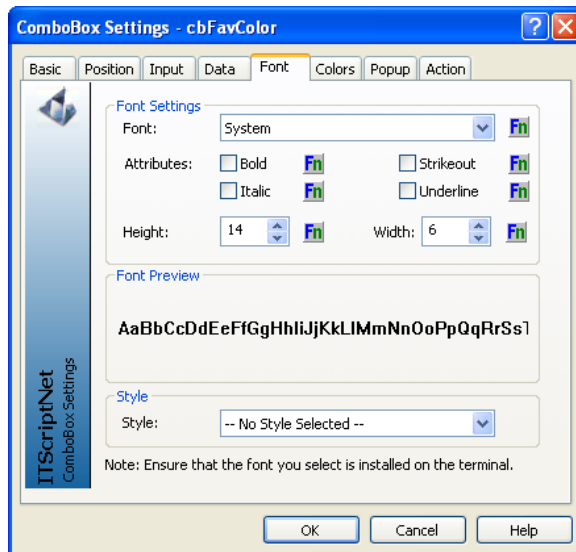 ComboBox Settings - cbFavColor
Basic Position Input Data Font Colors Popup Action
Font Settings
Font: System Fn
Attributes: Bold Fn Strikeout Fn
Italic Fn Underline Fn
Height: 14 Fn Width: 6 Fn
Font Preview
AaBbCcDdEeFfGgHhIiJjKkLlMmNnOoPpQqRrSsT
Style
Style: -- No Style Selected --
Note: Ensure that the font you select is installed on the terminal.
ITScriptNet
ComboBox Settings
OK Cancel Help